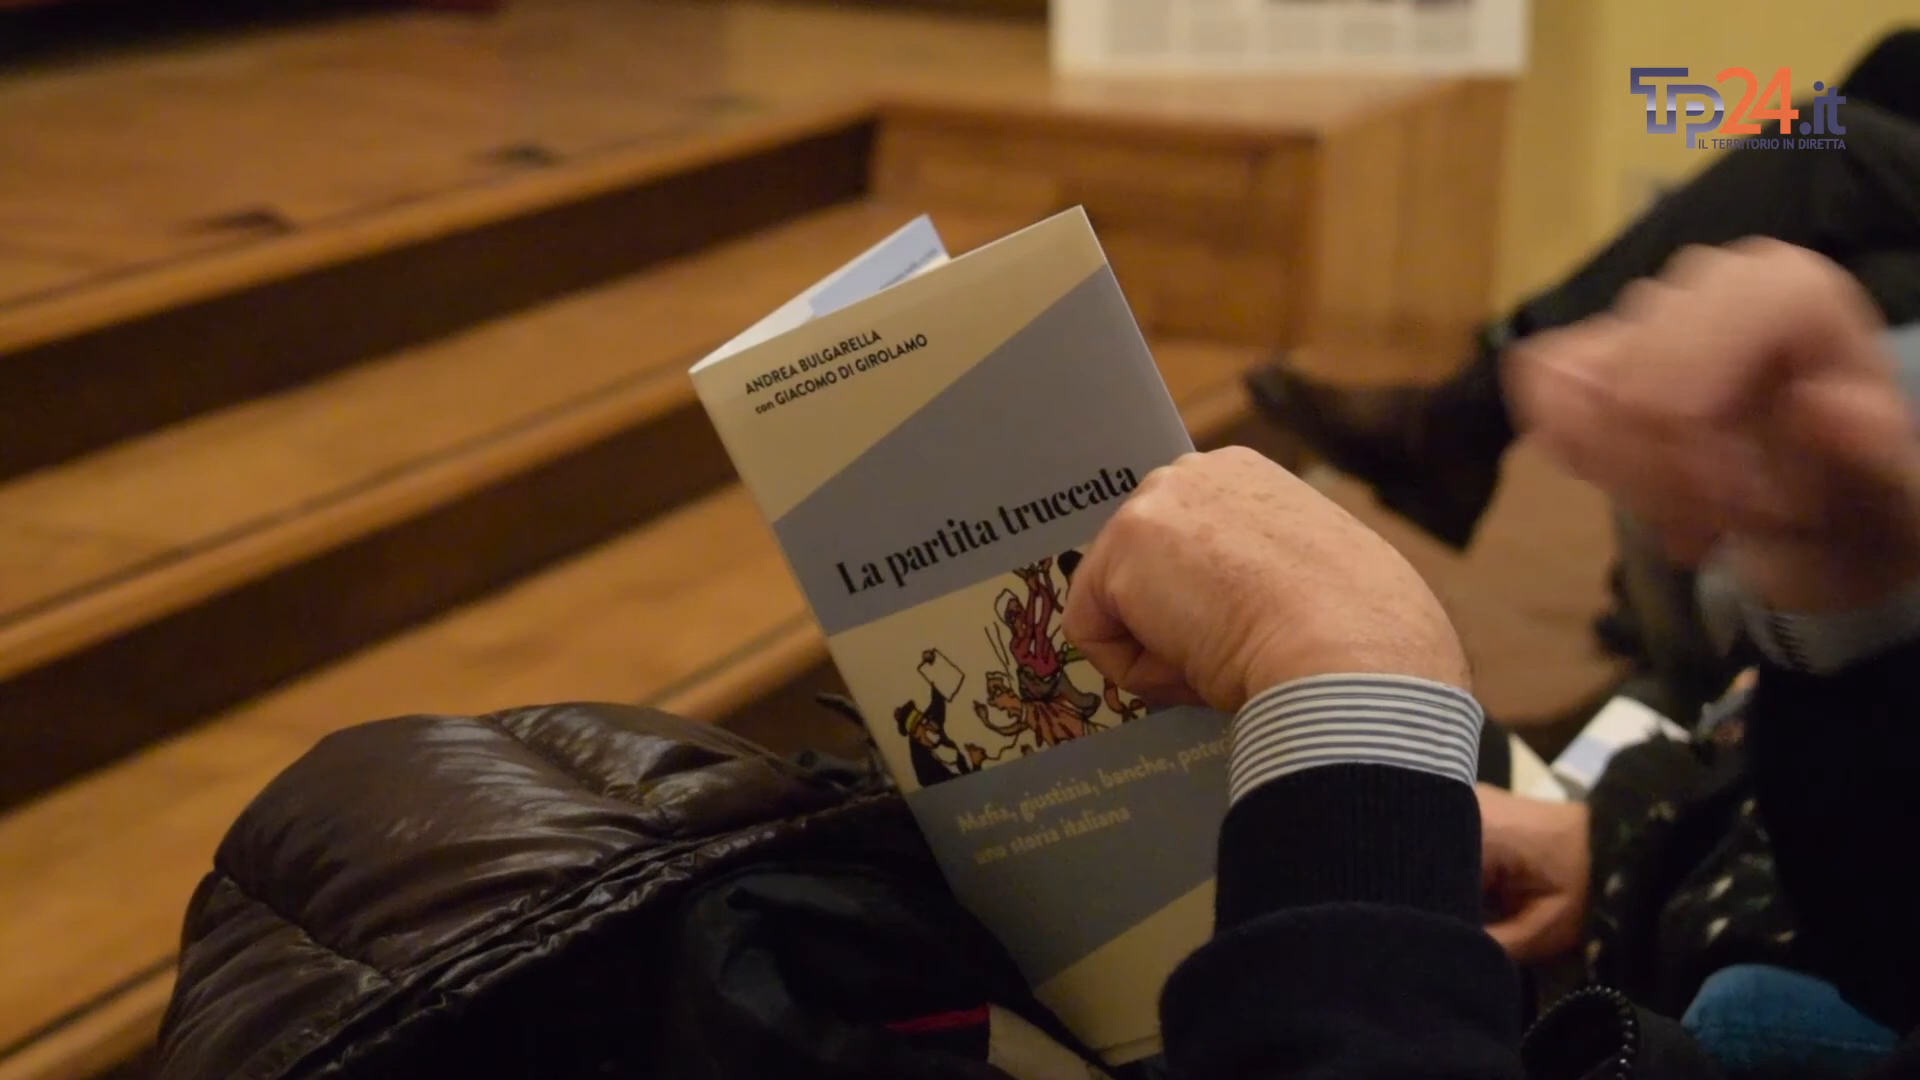 TP24.it
IL TERRITORIO IN DIRETTA
ANDREA BULGARELLA
con GIACOMO DI GIROLAMO
La partita truccata
Mafia, giustizia, banche, poteri
una storia italiana